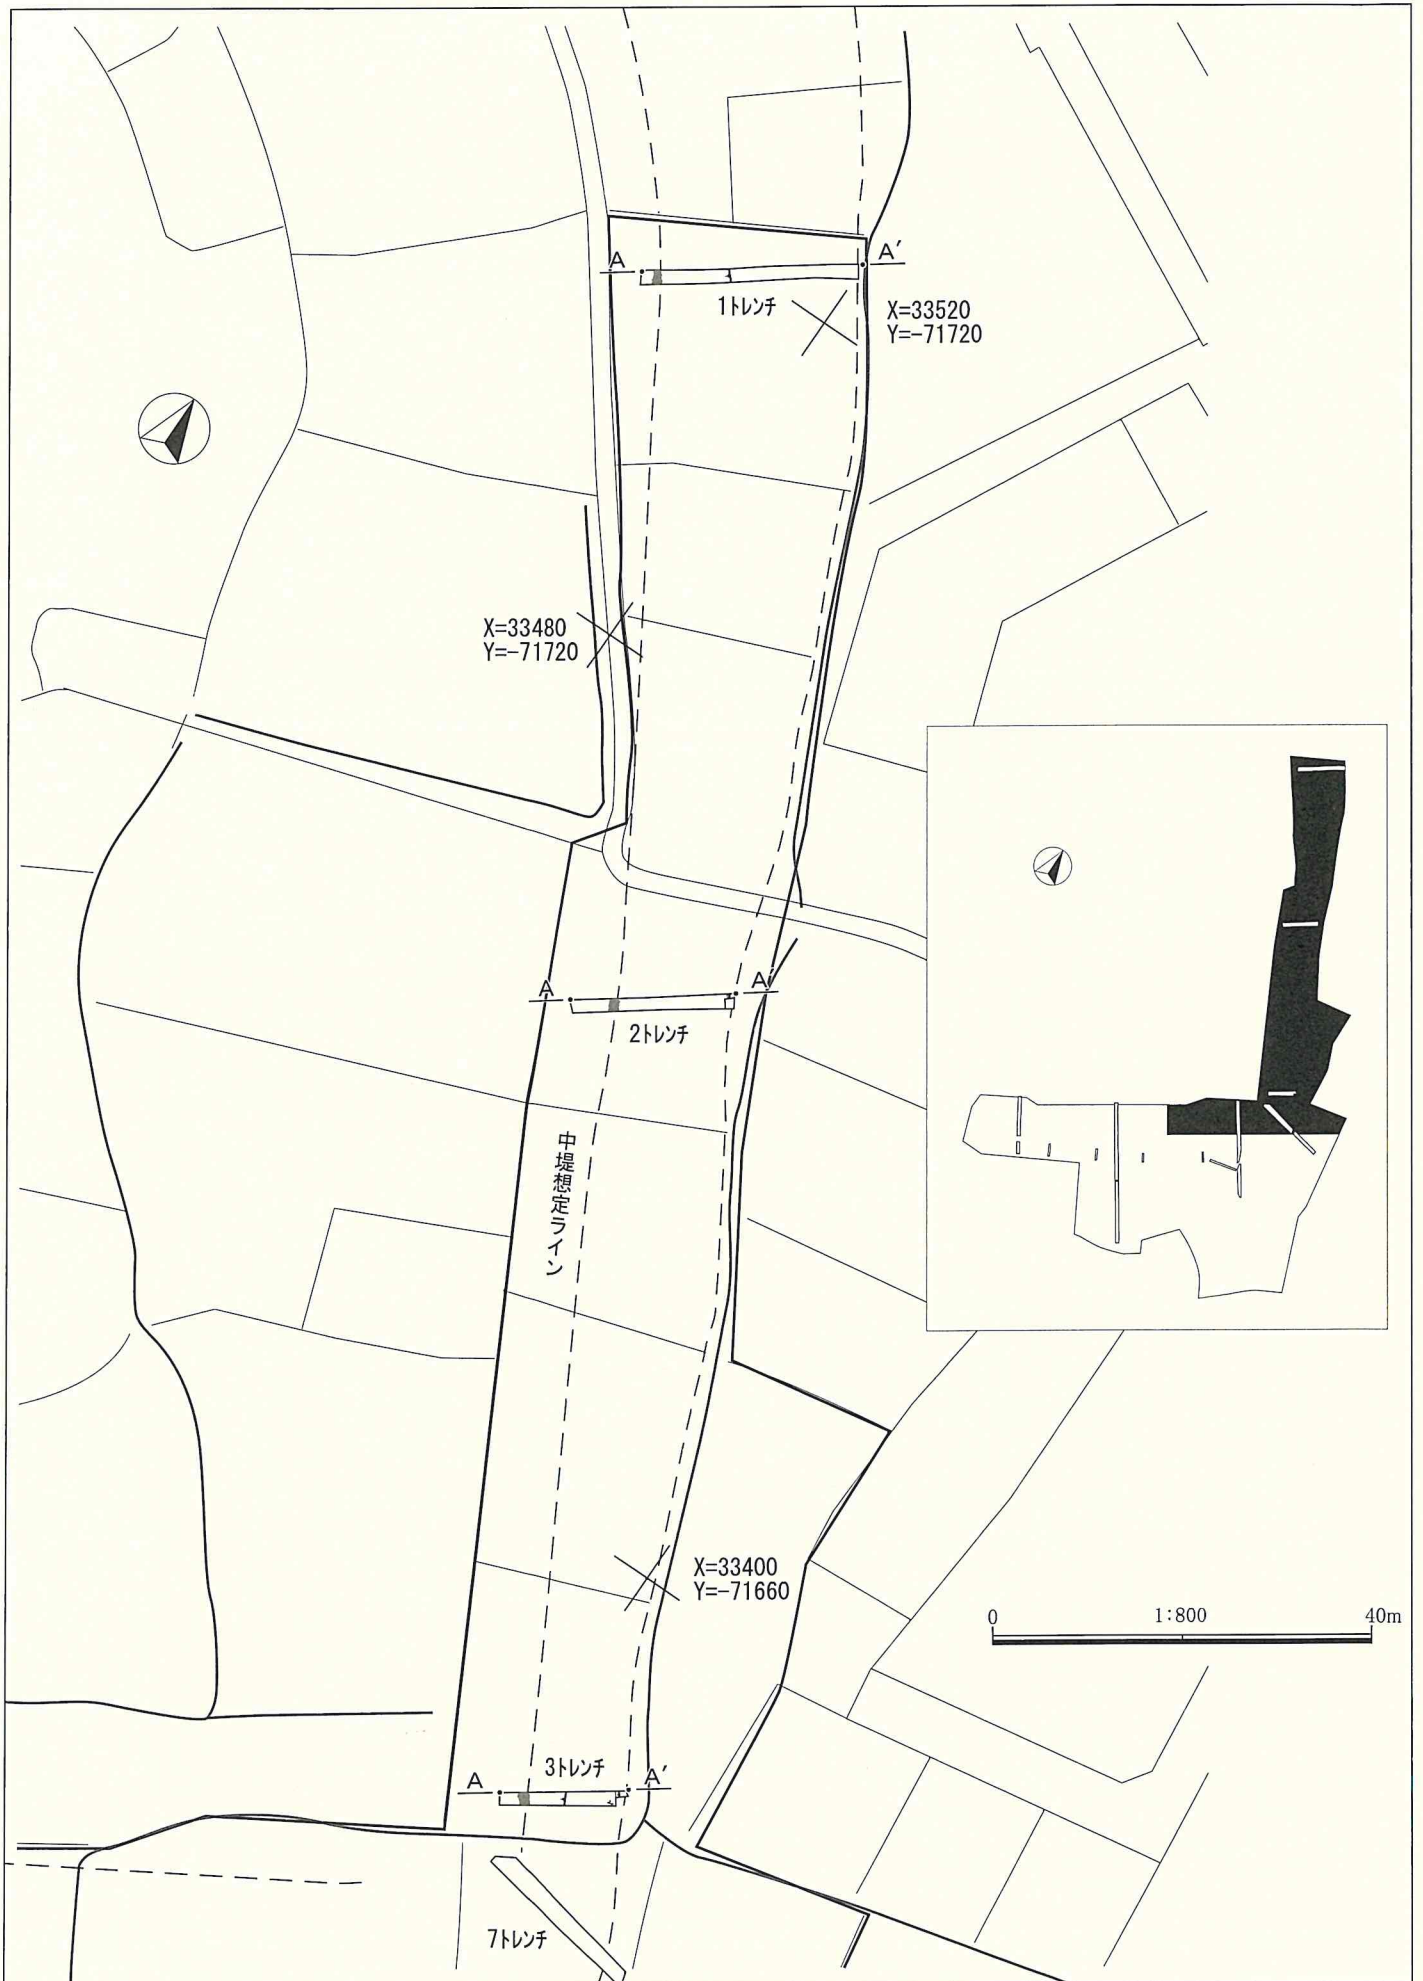 A
A′
1トレンチ
X=33520
Y=-71720
X=33480
Y=-71720
A
A′
2トレンチ
中堤想定ライン
X=33400
Y=-71660
0
1:800
40m
3トレンチ
A
A′
7トレンチ